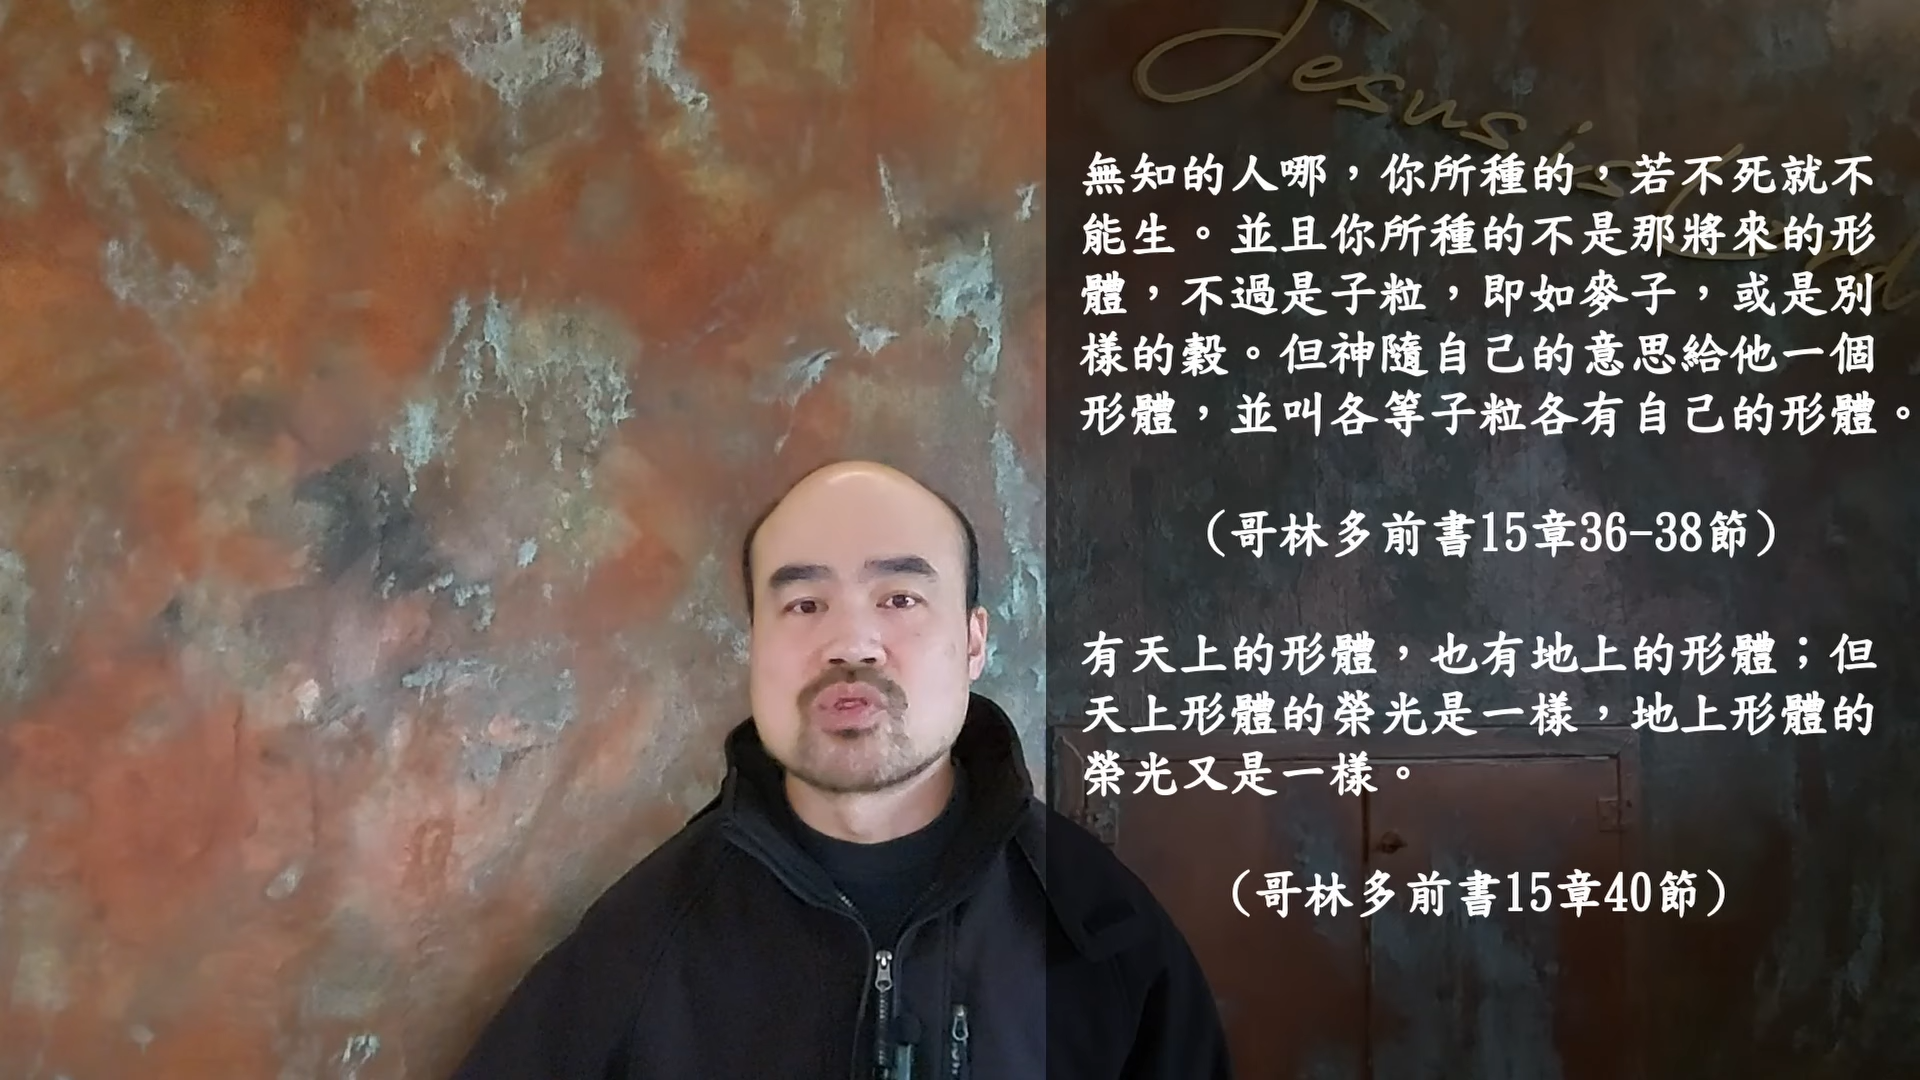 Jesus is Lord
無知的人哪，你所種的，若不死就不
能生。並且你所種的不是那將來的形
體，不過是子粒，即如麥子，或是別
樣的穀。但神隨自己的意思給他一個
形體，並叫各等子粒各有自己的形體。
（哥林多前書15章36-38節）
有天上的形體，也有地上的形體；但
天上形體的榮光是一樣，地上形體的
榮光又是一樣。
（哥林多前書15章40節）